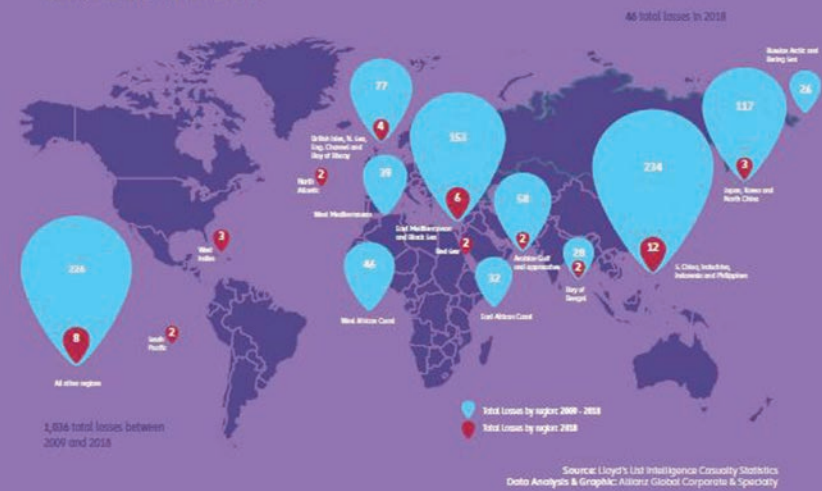 46 total losses in 2018
Russian Arctic and
Bering Sea
26
77
117
4
153
234
3
British Isles, N. Sea,
Eng. Channel and
Bay of Biscay
2
North
Atlantic
39
Japan, Korea and
North China
6
58
West Mediterranean
East Mediterranean
and Black Sea
3
West
Indies
2
Red Sea
2
Arabian Gulf
and approaches
28
2
12
226
46
32
Bay of
Bengal
S. China, Indochina,
Indonesia and Philippines
East African Coast
West African Coast
8
2
South
Pacific
All other regions
Total Losses by region: 2009 - 2018
Total Losses by region: 2018
1,036 total losses between
2009 and 2018
Source: Lloyd's List Intelligence Casualty Statistics
Data Analysis & Graphic: Allianz Global Corporate & Specialty